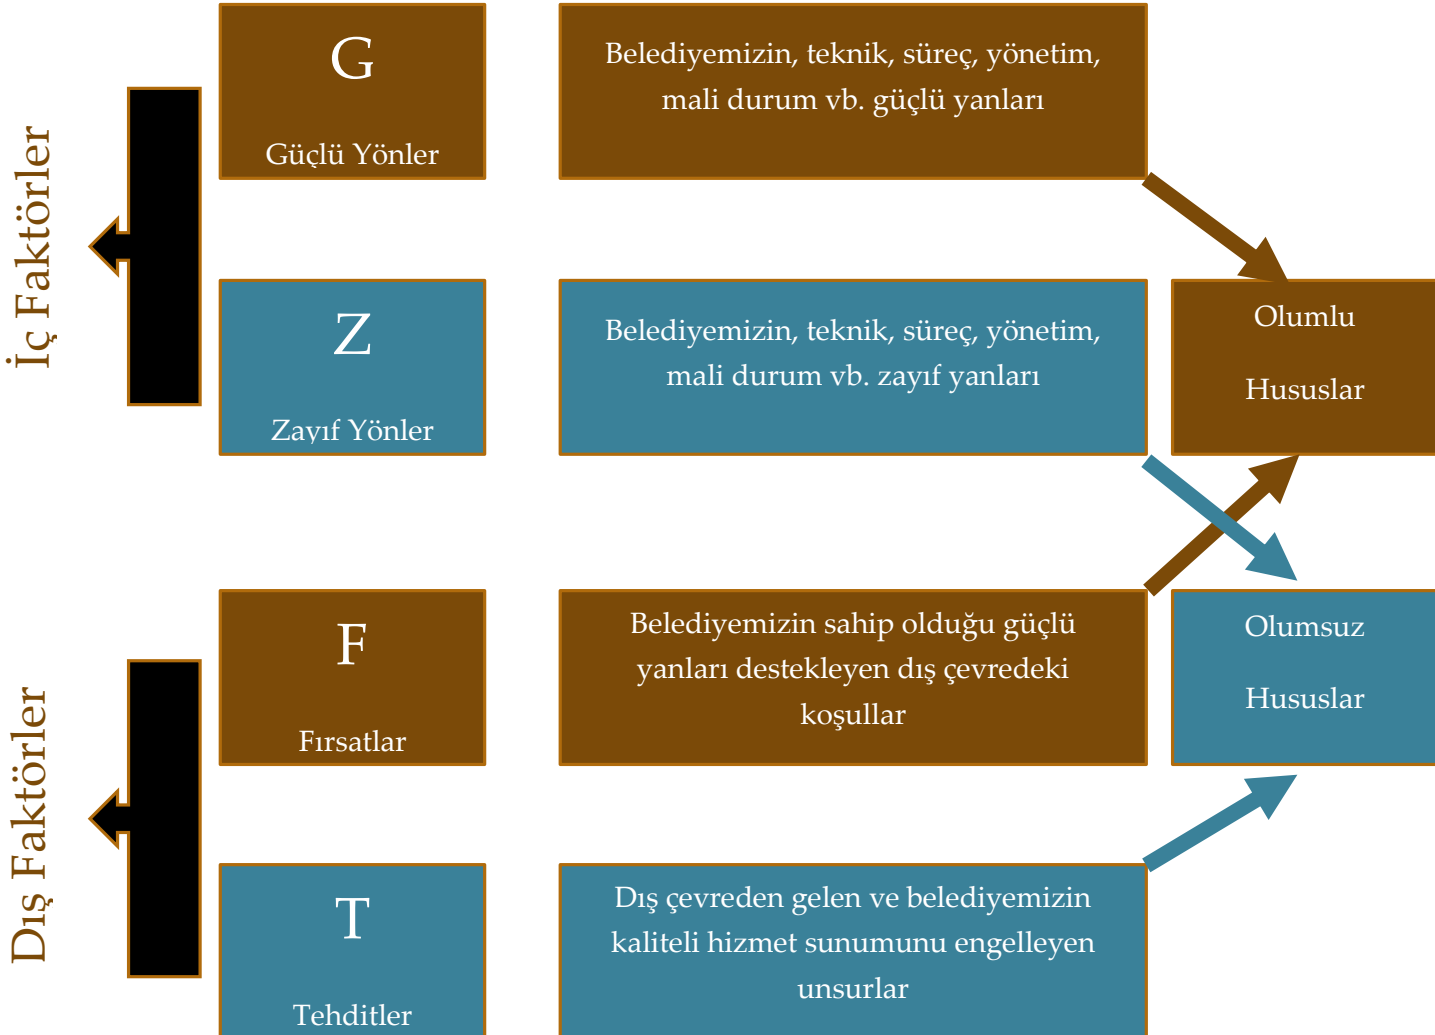 İç Faktörler
G
Güçlü Yönler
Belediyemizin, teknik, süreç, yönetim,
mali durum vb. güçlü yanları
Z
Zayıf Yönler
Belediyemizin, teknik, süreç, yönetim,
mali durum vb. zayıf yanları
Olumlu
Hususlar
Dış Faktörler
F
Fırsatlar
Belediyemizin sahip olduğu güçlü
yanları destekleyen dış çevredeki
koşullar
Olumsuz
Hususlar
T
Tehditler
Dış çevreden gelen ve belediyemizin
kaliteli hizmet sunumunu engelleyen
unsurlar